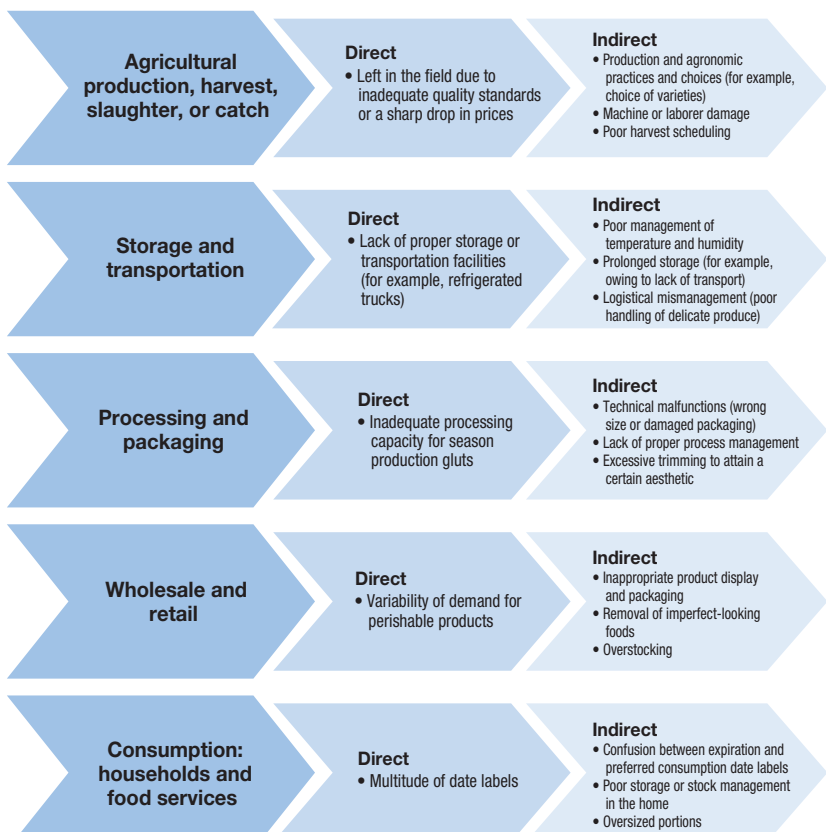 Agricultural
production, harvest,
slaughter, or catch
Direct
• Left in the field due to
inadequate quality standards
or a sharp drop in prices
Indirect
• Production and agronomic
practices and choices (for example,
choice of varieties)
• Machine or laborer damage
• Poor harvest scheduling
Storage and
transportation
Direct
• Lack of proper storage or
transportation facilities
(for example, refrigerated
trucks)
Indirect
• Poor management of
temperature and humidity
• Prolonged storage (for example,
owing to lack of transport)
• Logistical mismanagement (poor
handling of delicate produce)
Processing and
packaging
Direct
• Inadequate processing
capacity for season
production gluts
Indirect
• Technical malfunctions (wrong
size or damaged packaging)
• Lack of proper process management
• Excessive trimming to attain a
certain aesthetic
Wholesale and
retail
Direct
• Variability of demand for
perishable products
Indirect
• Inappropriate product display
and packaging
• Removal of imperfect-looking
foods
• Overstocking
Consumption:
households and
food services
Direct
• Multitude of date labels
Indirect
• Confusion between expiration and
preferred consumption date labels
• Poor storage or stock management
in the home
• Oversized portions